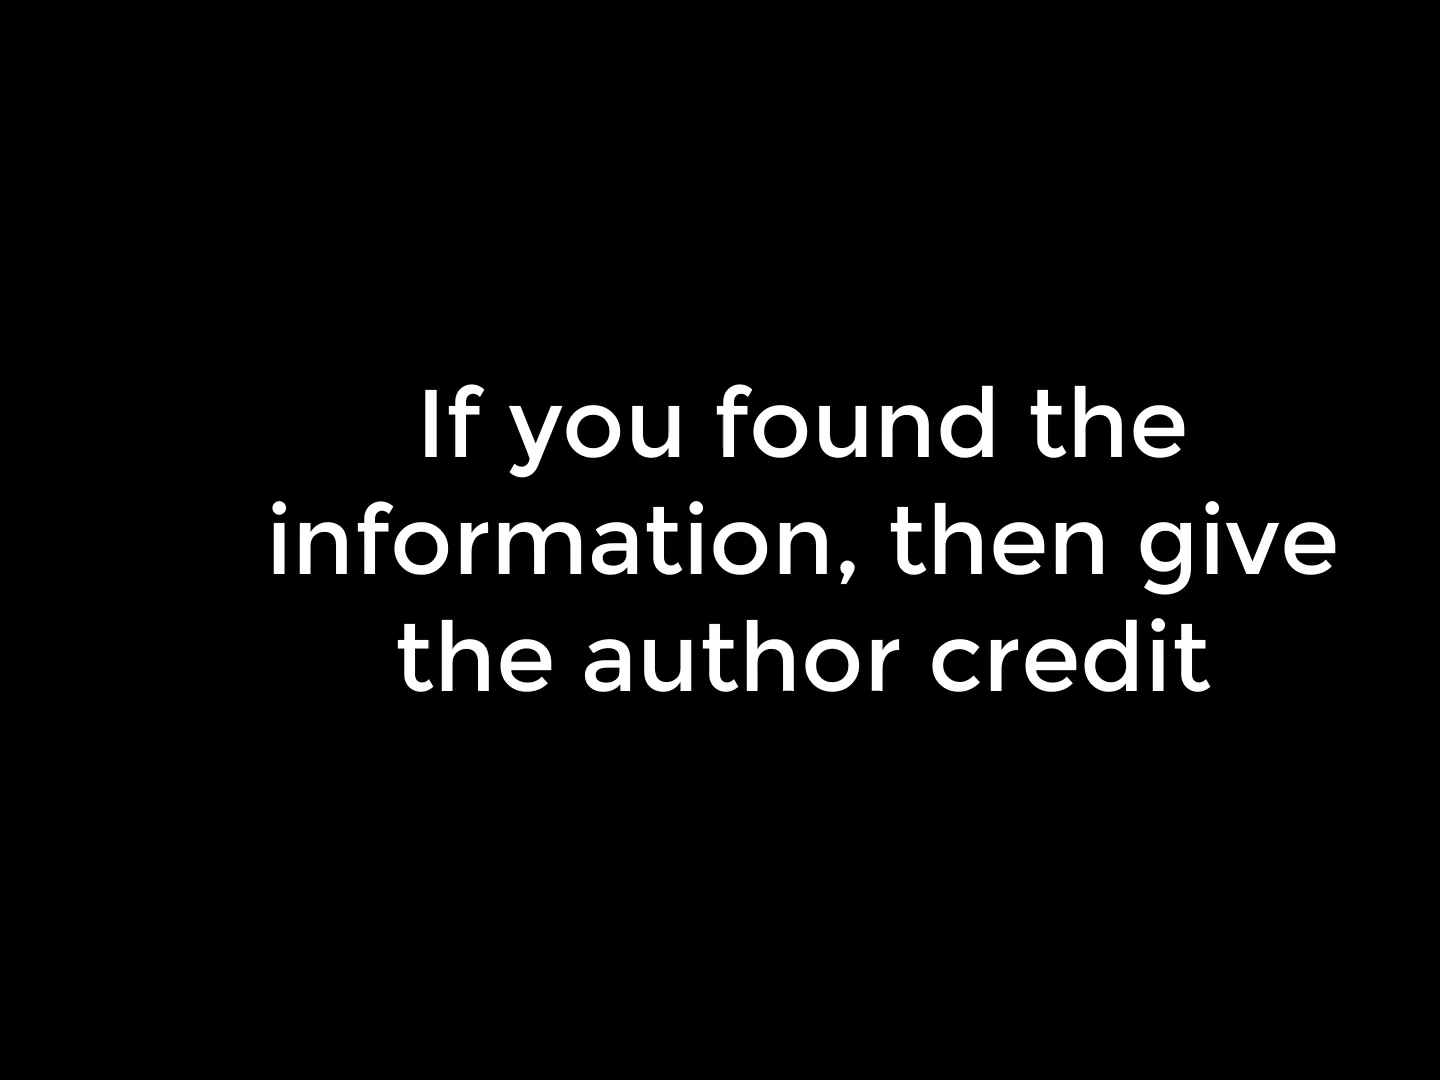 If you found the
information, then give
the author credit